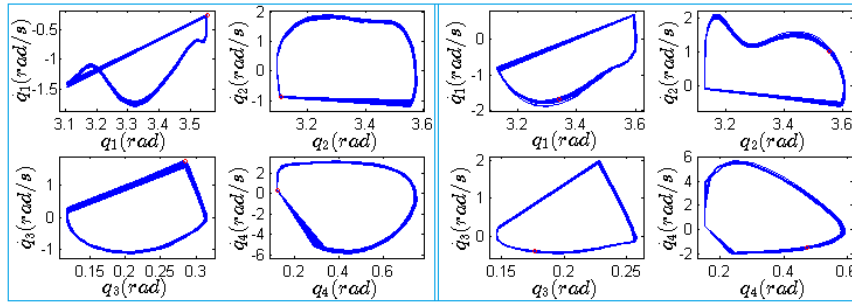 -0.5
-1
-1.5
q̇1(rad/s)
3.1 3.2 3.3 3.4 3.5
q1(rad)
2
1
0
-1
q̇2(rad/s)
3.2 3.4 3.6
q2(rad)
0
-1
-2
q̇1(rad/s)
3.2 3.4 3.6
q1(rad)
2
1
0
-1
q̇2(rad/s)
3.2 3.4 3.6
q2(rad)
1
0
-1
q̇3(rad/s)
0.15 0.2 0.25 0.3
q3(rad)
2
0
-2
-4
-6
q̇4(rad/s)
0.2 0.4 0.6
q4(rad)
2
1
0
q̇3(rad/s)
0.15 0.2 0.25
q3(rad)
6
4
2
0
-2
q̇4(rad/s)
0.2 0.4 0.6
q4(rad)